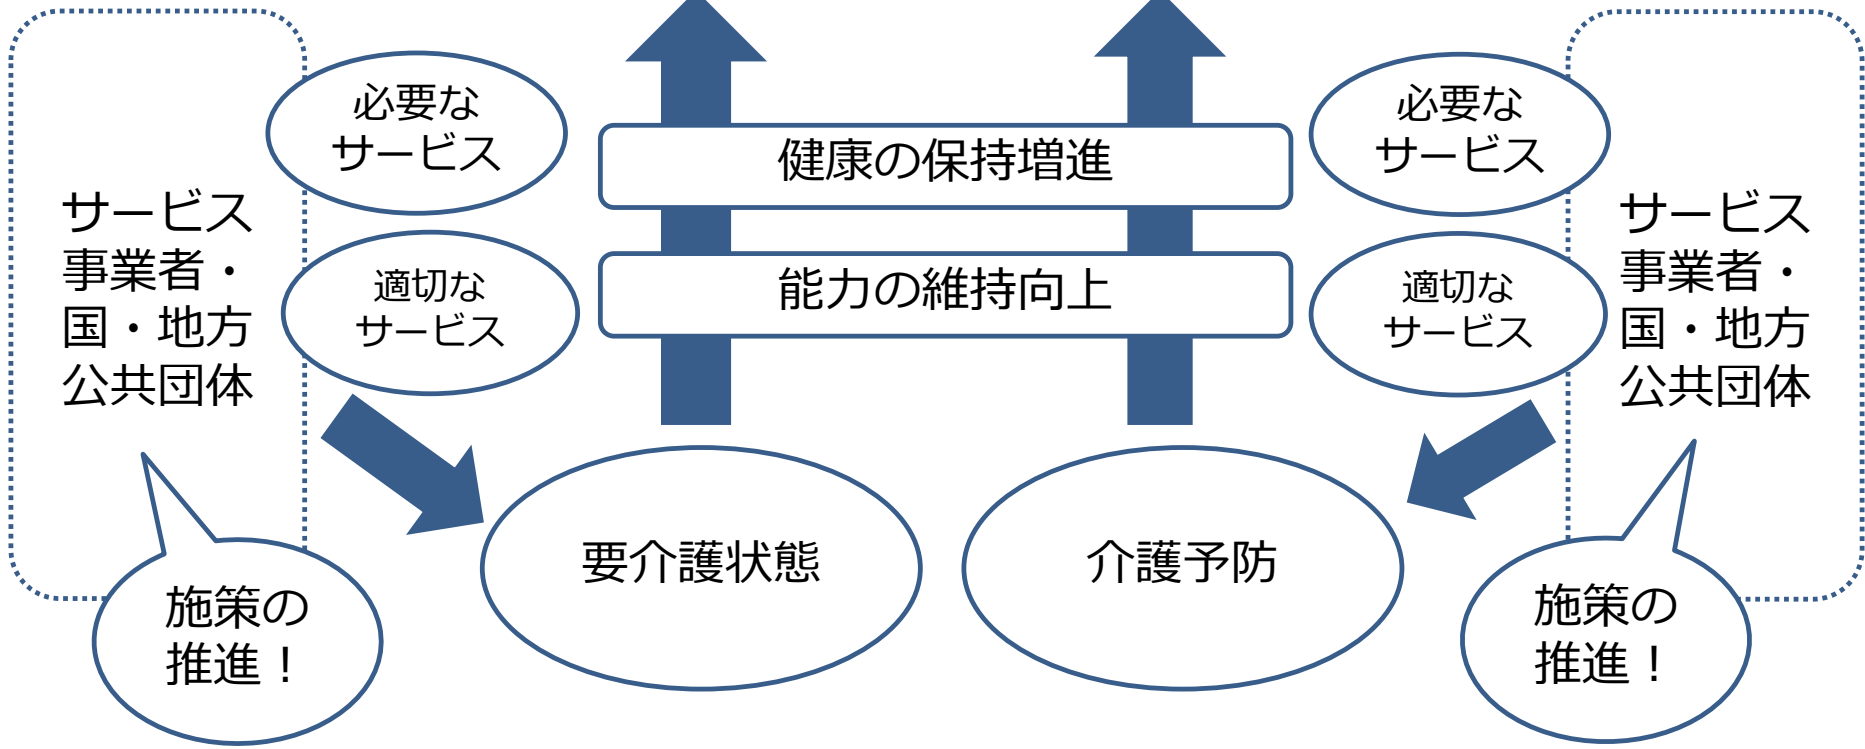 サービス
事業者・
国・地方
公共団体
必要な
サービス
適切な
サービス
健康の保持増進
能力の維持向上
必要な
サービス
適切な
サービス
サービス
事業者・
国・地方
公共団体
要介護状態
介護予防
施策の
推進！
施策の
推進！